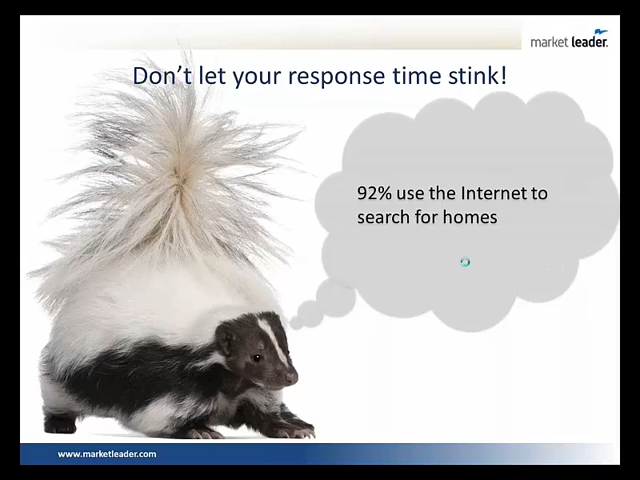 market leader.
Don't let your response time stink!
92% use the Internet to
search for homes
www.marketleader.com